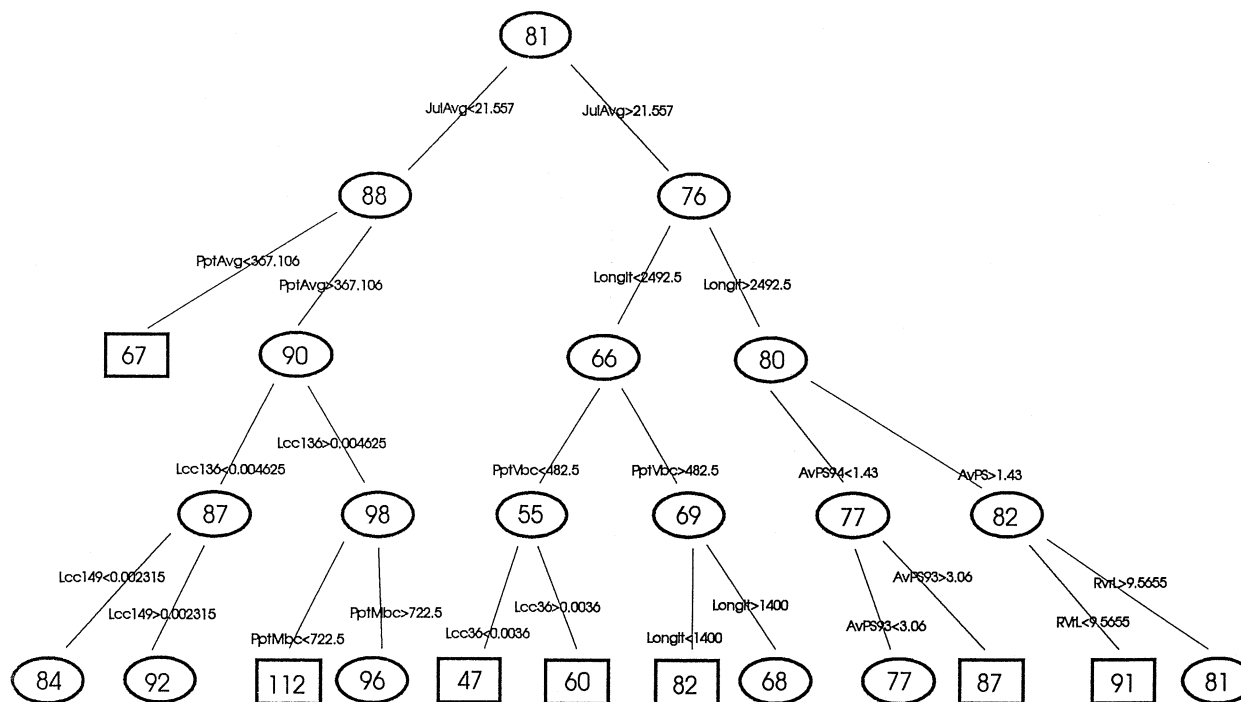 81
JulAvg<21.557
JulAvg>21.557
88
76
PptAvg<367.106
PptAvg>367.106
Longit<2492.5
Longit>2492.5
67
90
66
80
Lcc136<0.004625
Lcc136>0.004625
PptVbc<482.5
PptVbc>482.5
AvPS94<1.43
AvPS>1.43
87
98
55
69
77
82
Lcc149<0.002315
Lcc149>0.002315
PptMbc<722.5
PptMbc>722.5
Lcc36<0.0036
Lcc36>0.0036
Longit<1400
Longit>1400
AvPS93<3.06
AvPS93>3.06
RVrL<9.5655
RvrL>9.5655
84
92
112
96
47
60
82
68
77
87
91
81